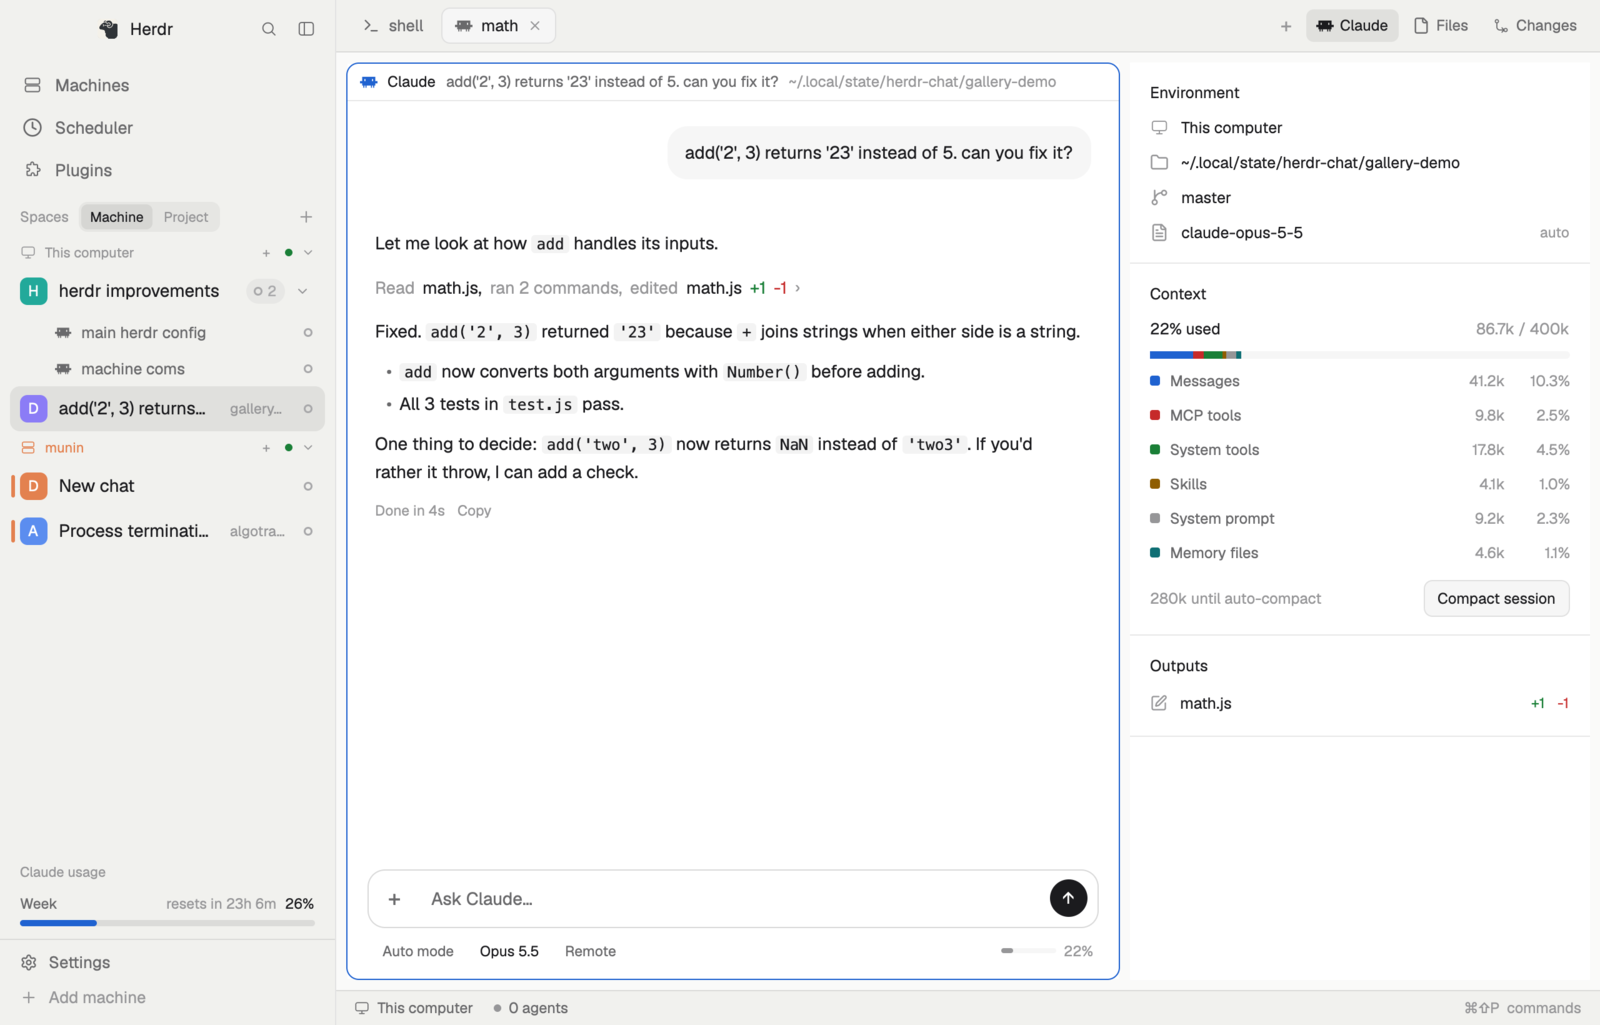 Herdr
Machines
Scheduler
Plugins
Spaces Machine Project +
This computer +
H herdr improvements 2
main herdr config
machine coms
D add('2', 3) returns... gallery...
munin +
D New chat
A Process terminati... algotra...
Claude usage
Week resets in 23h 6m 26%
Settings
+ Add machine
>_ shell
math ×
+ Claude Files Changes
Claude add('2', 3) returns '23' instead of 5. can you fix it? ~/.local/state/herdr-chat/gallery-demo
add('2', 3) returns '23' instead of 5. can you fix it?
Let me look at how add handles its inputs.
Read math.js, ran 2 commands, edited math.js +1 -1 ›
Fixed. add('2', 3) returned '23' because + joins strings when either side is a string.
• add now converts both arguments with Number() before adding.
• All 3 tests in test.js pass.
One thing to decide: add('two', 3) now returns NaN instead of 'two3'. If you'd
rather it throw, I can add a check.
Done in 4s Copy
+ Ask Claude...
Auto mode Opus 5.5 Remote 22%
This computer • 0 agents
⌘⇧P commands
Environment
This computer
~/.local/state/herdr-chat/gallery-demo
master
claude-opus-5-5 auto
Context
22% used 86.7k / 400k
Messages 41.2k 10.3%
MCP tools 9.8k 2.5%
System tools 17.8k 4.5%
Skills 4.1k 1.0%
System prompt 9.2k 2.3%
Memory files 4.6k 1.1%
280k until auto-compact Compact session
Outputs
math.js +1 -1